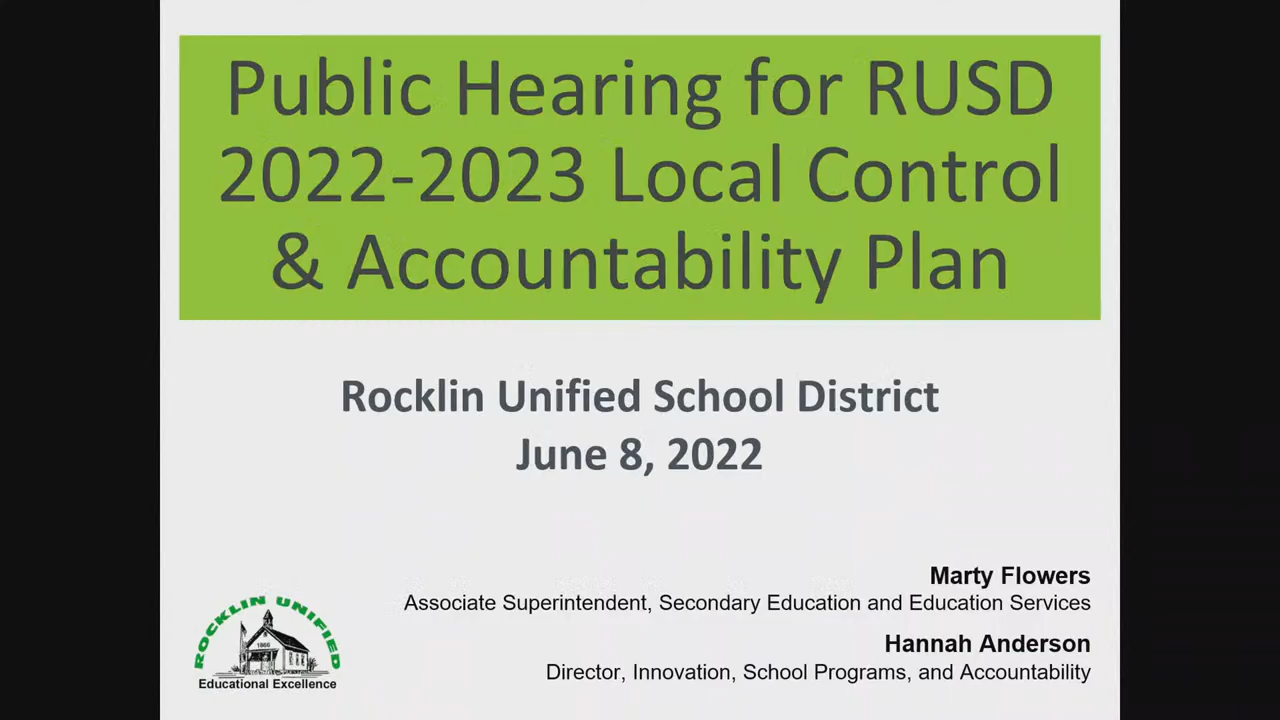 Public Hearing for RUSD
2022-2023 Local Control
& Accountability Plan
Rocklin Unified School District
June 8, 2022
Marty Flowers
Associate Superintendent, Secondary Education and Education Services
Hannah Anderson
Director, Innovation, School Programs, and Accountability
ROCKLIN UNIFIED
1866
Educational Excellence